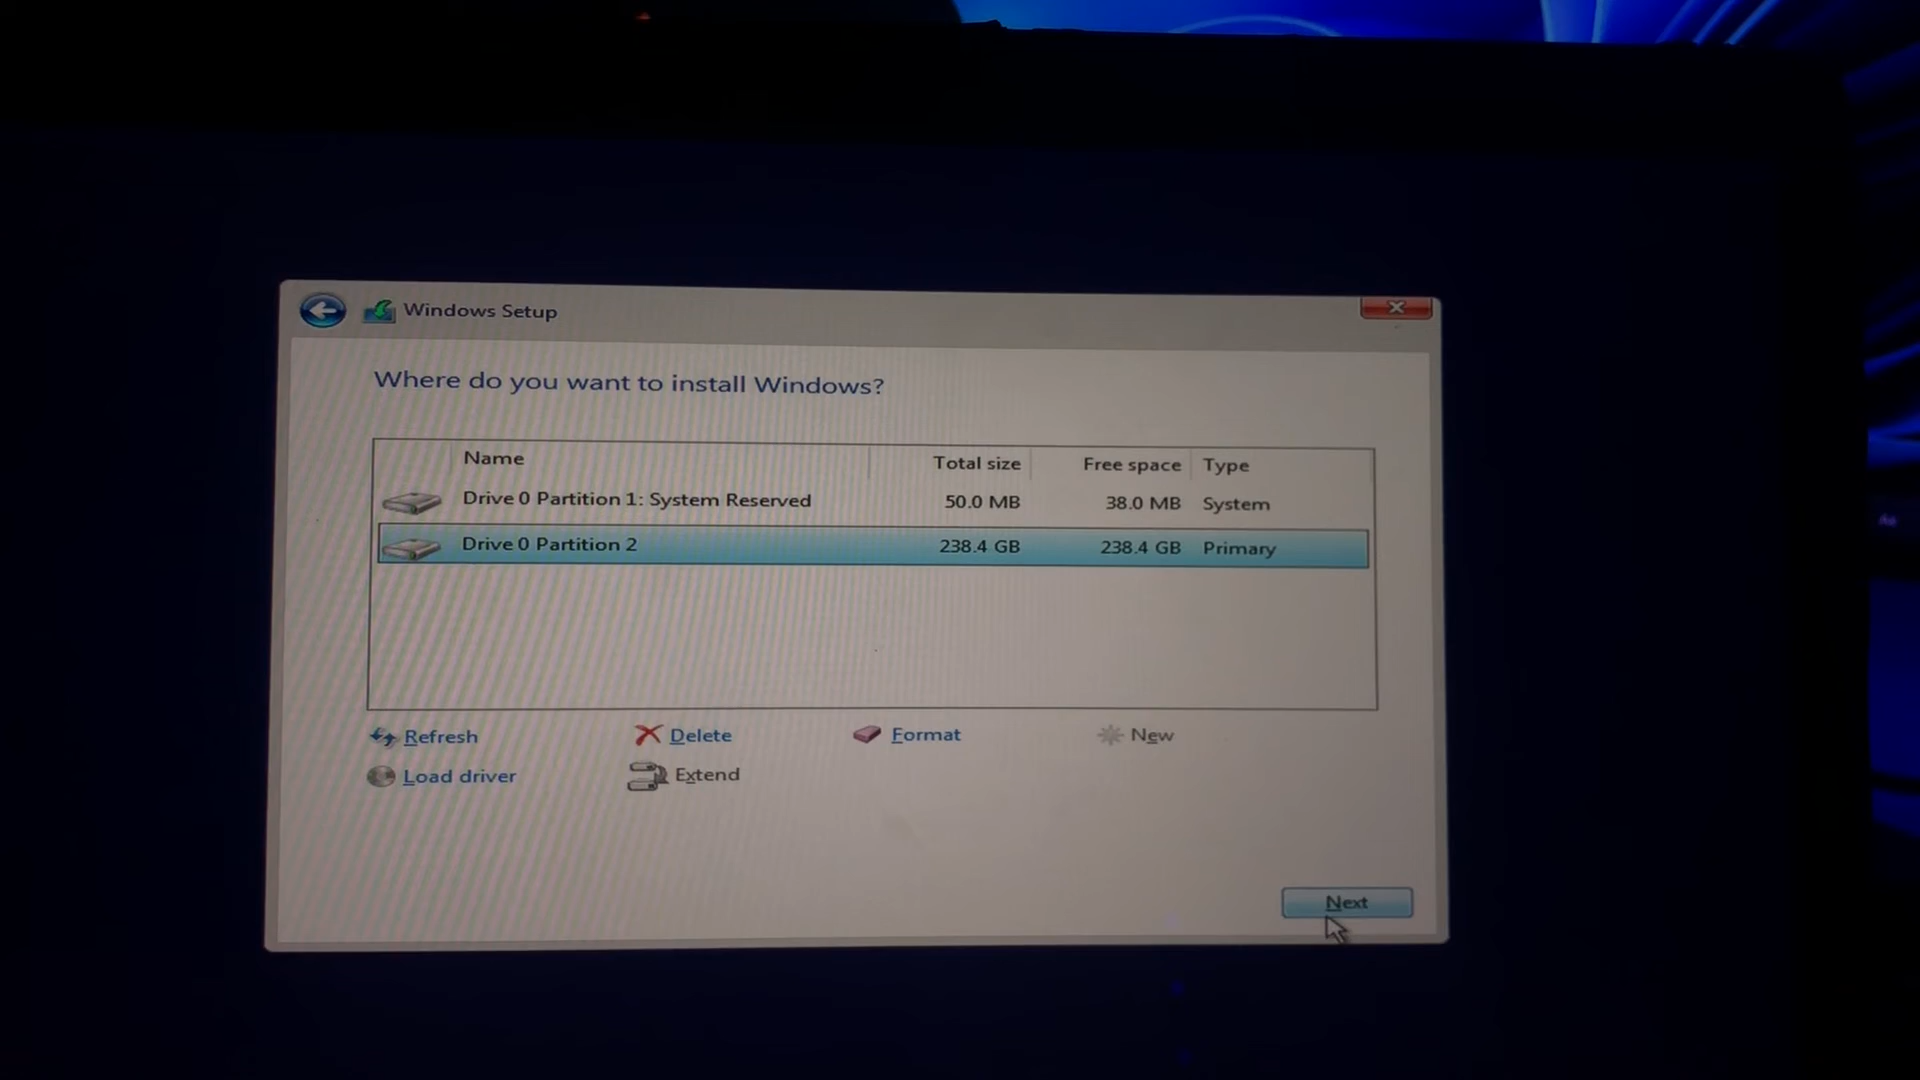 Windows Setup
Where do you want to install Windows?
Name Total size Free space Type
Drive 0 Partition 1: System Reserved 50.0 MB 38.0 MB System
Drive 0 Partition 2 238.4 GB 238.4 GB Primary
Refresh Delete Format New
Load driver Extend
Next